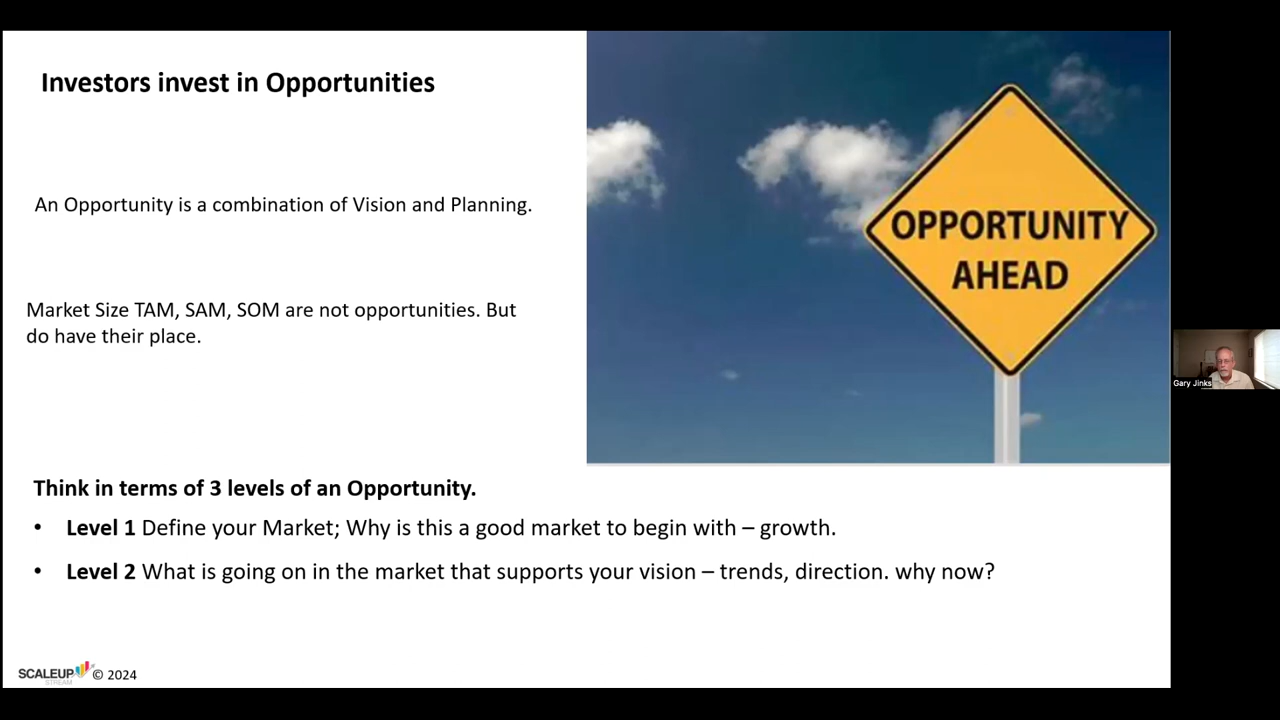 Investors invest in Opportunities
An Opportunity is a combination of Vision and Planning.
Market Size TAM, SAM, SOM are not opportunities. But
do have their place.
OPPORTUNITY
AHEAD
Think in terms of 3 levels of an Opportunity.
• Level 1 Define your Market; Why is this a good market to begin with – growth.
• Level 2 What is going on in the market that supports your vision – trends, direction. why now?
SCALEUP
STREAM
© 2024
Gary Jinks